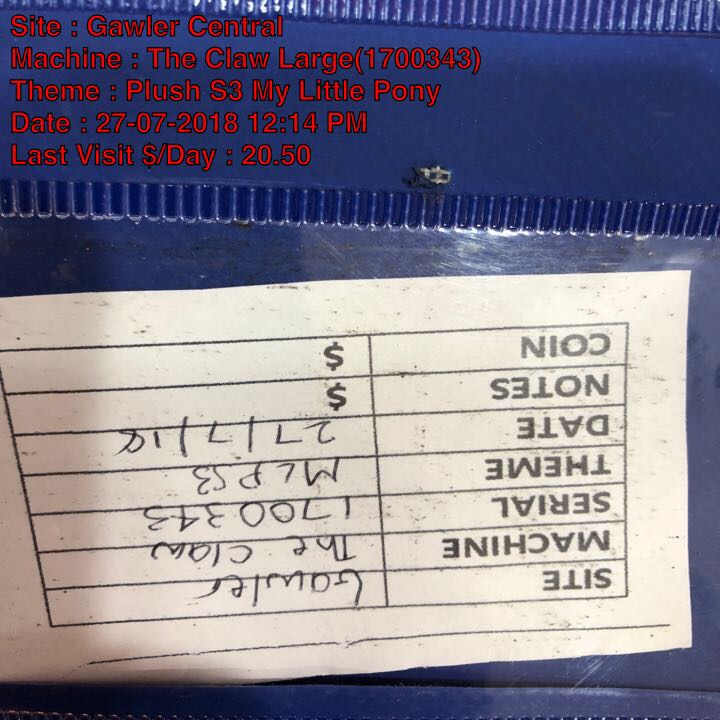 Site : Gawler Central
Machine : The Claw Large(1700343)
Theme : Plush S3 My Little Pony
Date : 27-07-2018 12:14 PM
Last Visit $/Day : 20.50
SITE Gawler
MACHINE The Claw
SERIAL 1700343
THEME MLPS3
DATE 27/7/18
NOTES $
COIN $